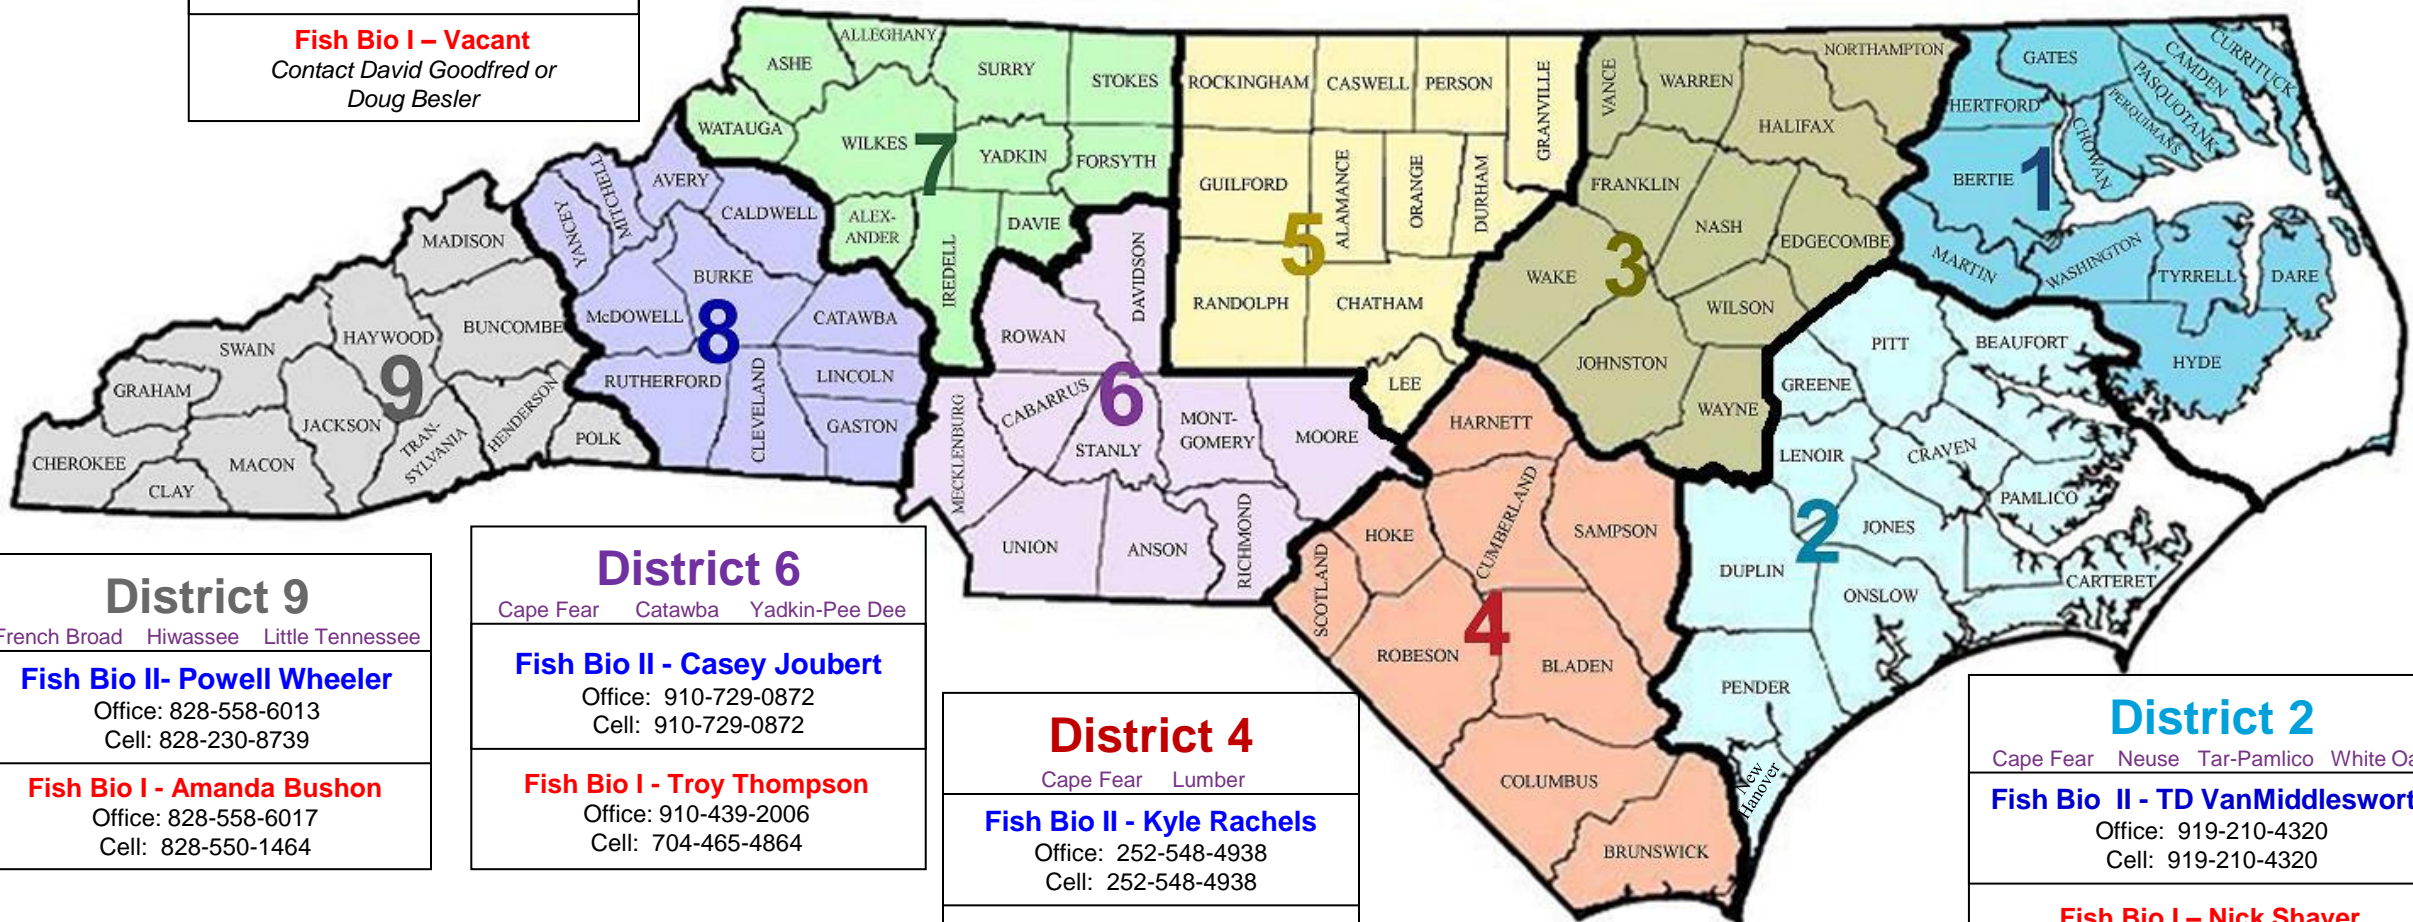 Fish Bio I – Vacant
Contact David Goodfred or
Doug Besler
ASHE
ALLEGHANY
SURRY
STOKES
WATAUGA
WILKES
YADKIN
FORSYTH
ALEX-
ANDER
IREDELL
DAVIE
7
ROCKINGHAM
CASWELL
PERSON
GRANVILLE
GUILFORD
ALAMANCE
ORANGE
DURHAM
RANDOLPH
CHATHAM
LEE
5
VANCE
WARREN
NORTHAMPTON
HALIFAX
FRANKLIN
NASH
EDGECOMBE
WAKE
WILSON
JOHNSTON
WAYNE
3
GATES
CAMDEN
CURRITUCK
PASQUOTANK
PERQUIMANS
HERTFORD
CHOWAN
BERTIE
MARTIN
WASHINGTON
TYRRELL
DARE
HYDE
1
MITCHELL
AVERY
YANCEY
CALDWELL
BURKE
McDOWELL
CATAWBA
RUTHERFORD
CLEVELAND
LINCOLN
GASTON
8
MADISON
HAYWOOD
BUNCOMBE
SWAIN
GRAHAM
JACKSON
TRAN-
SYLVANIA
HENDERSON
POLK
CHEROKEE
MACON
CLAY
9
DAVIDSON
ROWAN
MECKLENBURG
CABARRUS
STANLY
MONT-
GOMERY
MOORE
UNION
ANSON
RICHMOND
6
HARNETT
HOKE
CUMBERLAND
SAMPSON
SCOTLAND
ROBESON
BLADEN
COLUMBUS
BRUNSWICK
4
PITT
BEAUFORT
GREENE
LENOIR
CRAVEN
PAMLICO
JONES
DUPLIN
ONSLOW
CARTERET
PENDER
New
Hanover
2
District 9
French Broad Hiwassee Little Tennessee
Fish Bio II- Powell Wheeler
Office: 828-558-6013
Cell: 828-230-8739
Fish Bio I - Amanda Bushon
Office: 828-558-6017
Cell: 828-550-1464
District 6
Cape Fear Catawba Yadkin-Pee Dee
Fish Bio II - Casey Joubert
Office: 910-729-0872
Cell: 910-729-0872
Fish Bio I - Troy Thompson
Office: 910-439-2006
Cell: 704-465-4864
District 4
Cape Fear Lumber
Fish Bio II - Kyle Rachels
Office: 252-548-4938
Cell: 252-548-4938
District 2
Cape Fear Neuse Tar-Pamlico White Oa
Fish Bio II - TD VanMiddleswort
Office: 919-210-4320
Cell: 919-210-4320
Fish Bio I – Nick Shaver